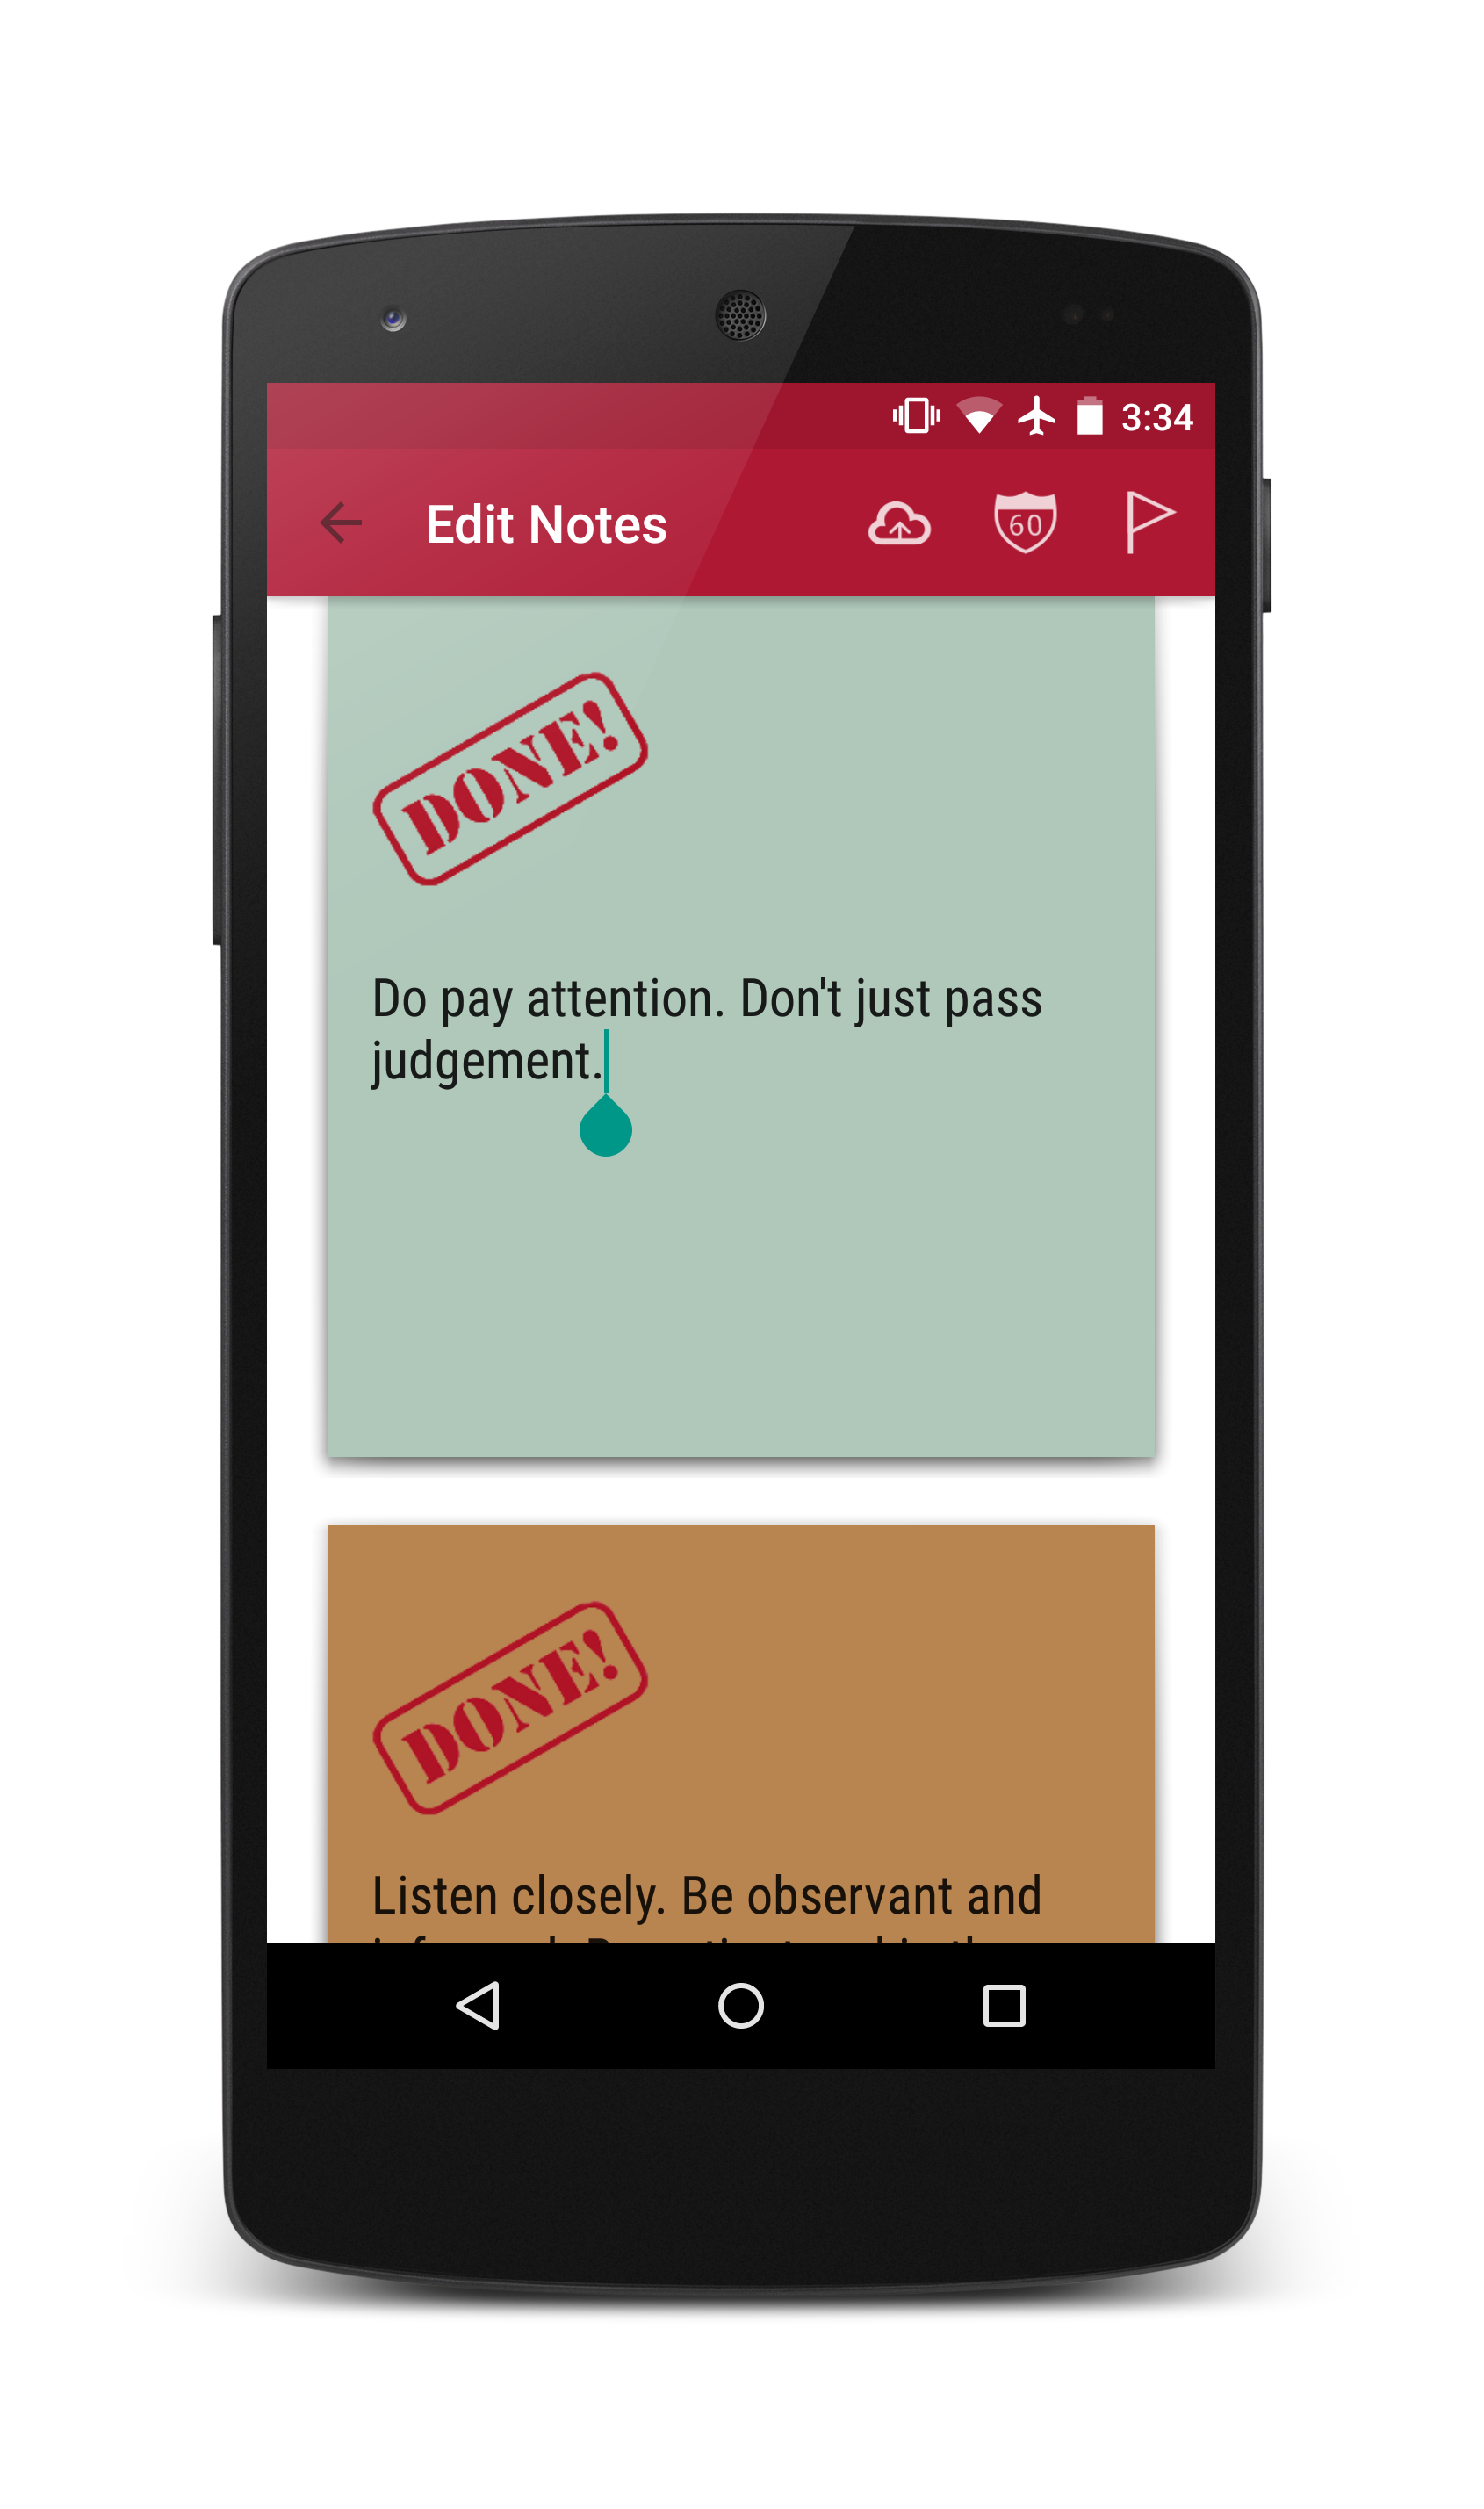 3:34
Edit Notes
60
DONE!
Do pay attention. Don't just pass
judgement.
DONE!
Listen closely. Be observant and